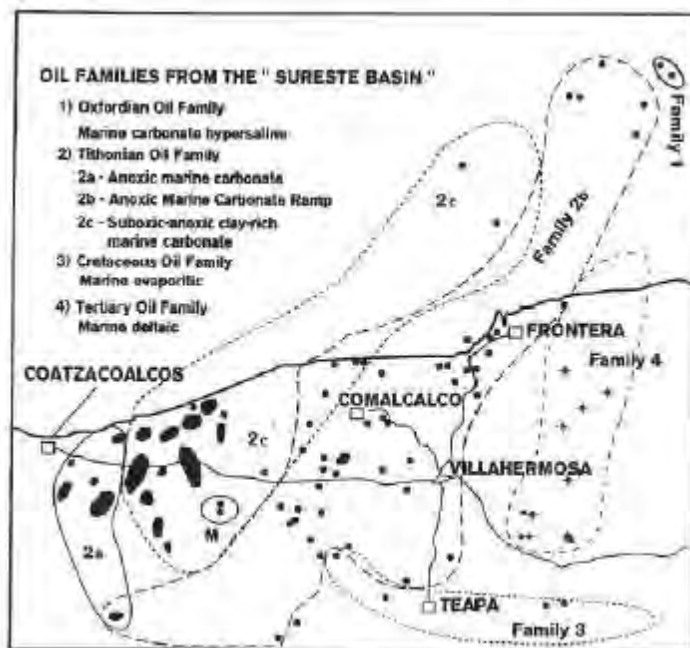 OIL FAMILIES FROM THE " SURESTE BASIN "
1) Oxfordian Oil Family
Marine carbonate hypersaline
2) Tithonian Oil Family
2a - Anoxic marine carbonate
2b - Anoxic Marine Carbonate Ramp
2c - Suboxic-anoxic clay-rich
marine carbonate
3) Cretaceous Oil Family
Marine evaporitic
4) Tertiary Oil Family
Marine deltaic
Family 1
2c
Family 2b
FRONTERA
Family 4
COATZACOALCOS
COMALCALCO
2c
VILLAHERMOSA
M
2a
TEAPA
Family 3